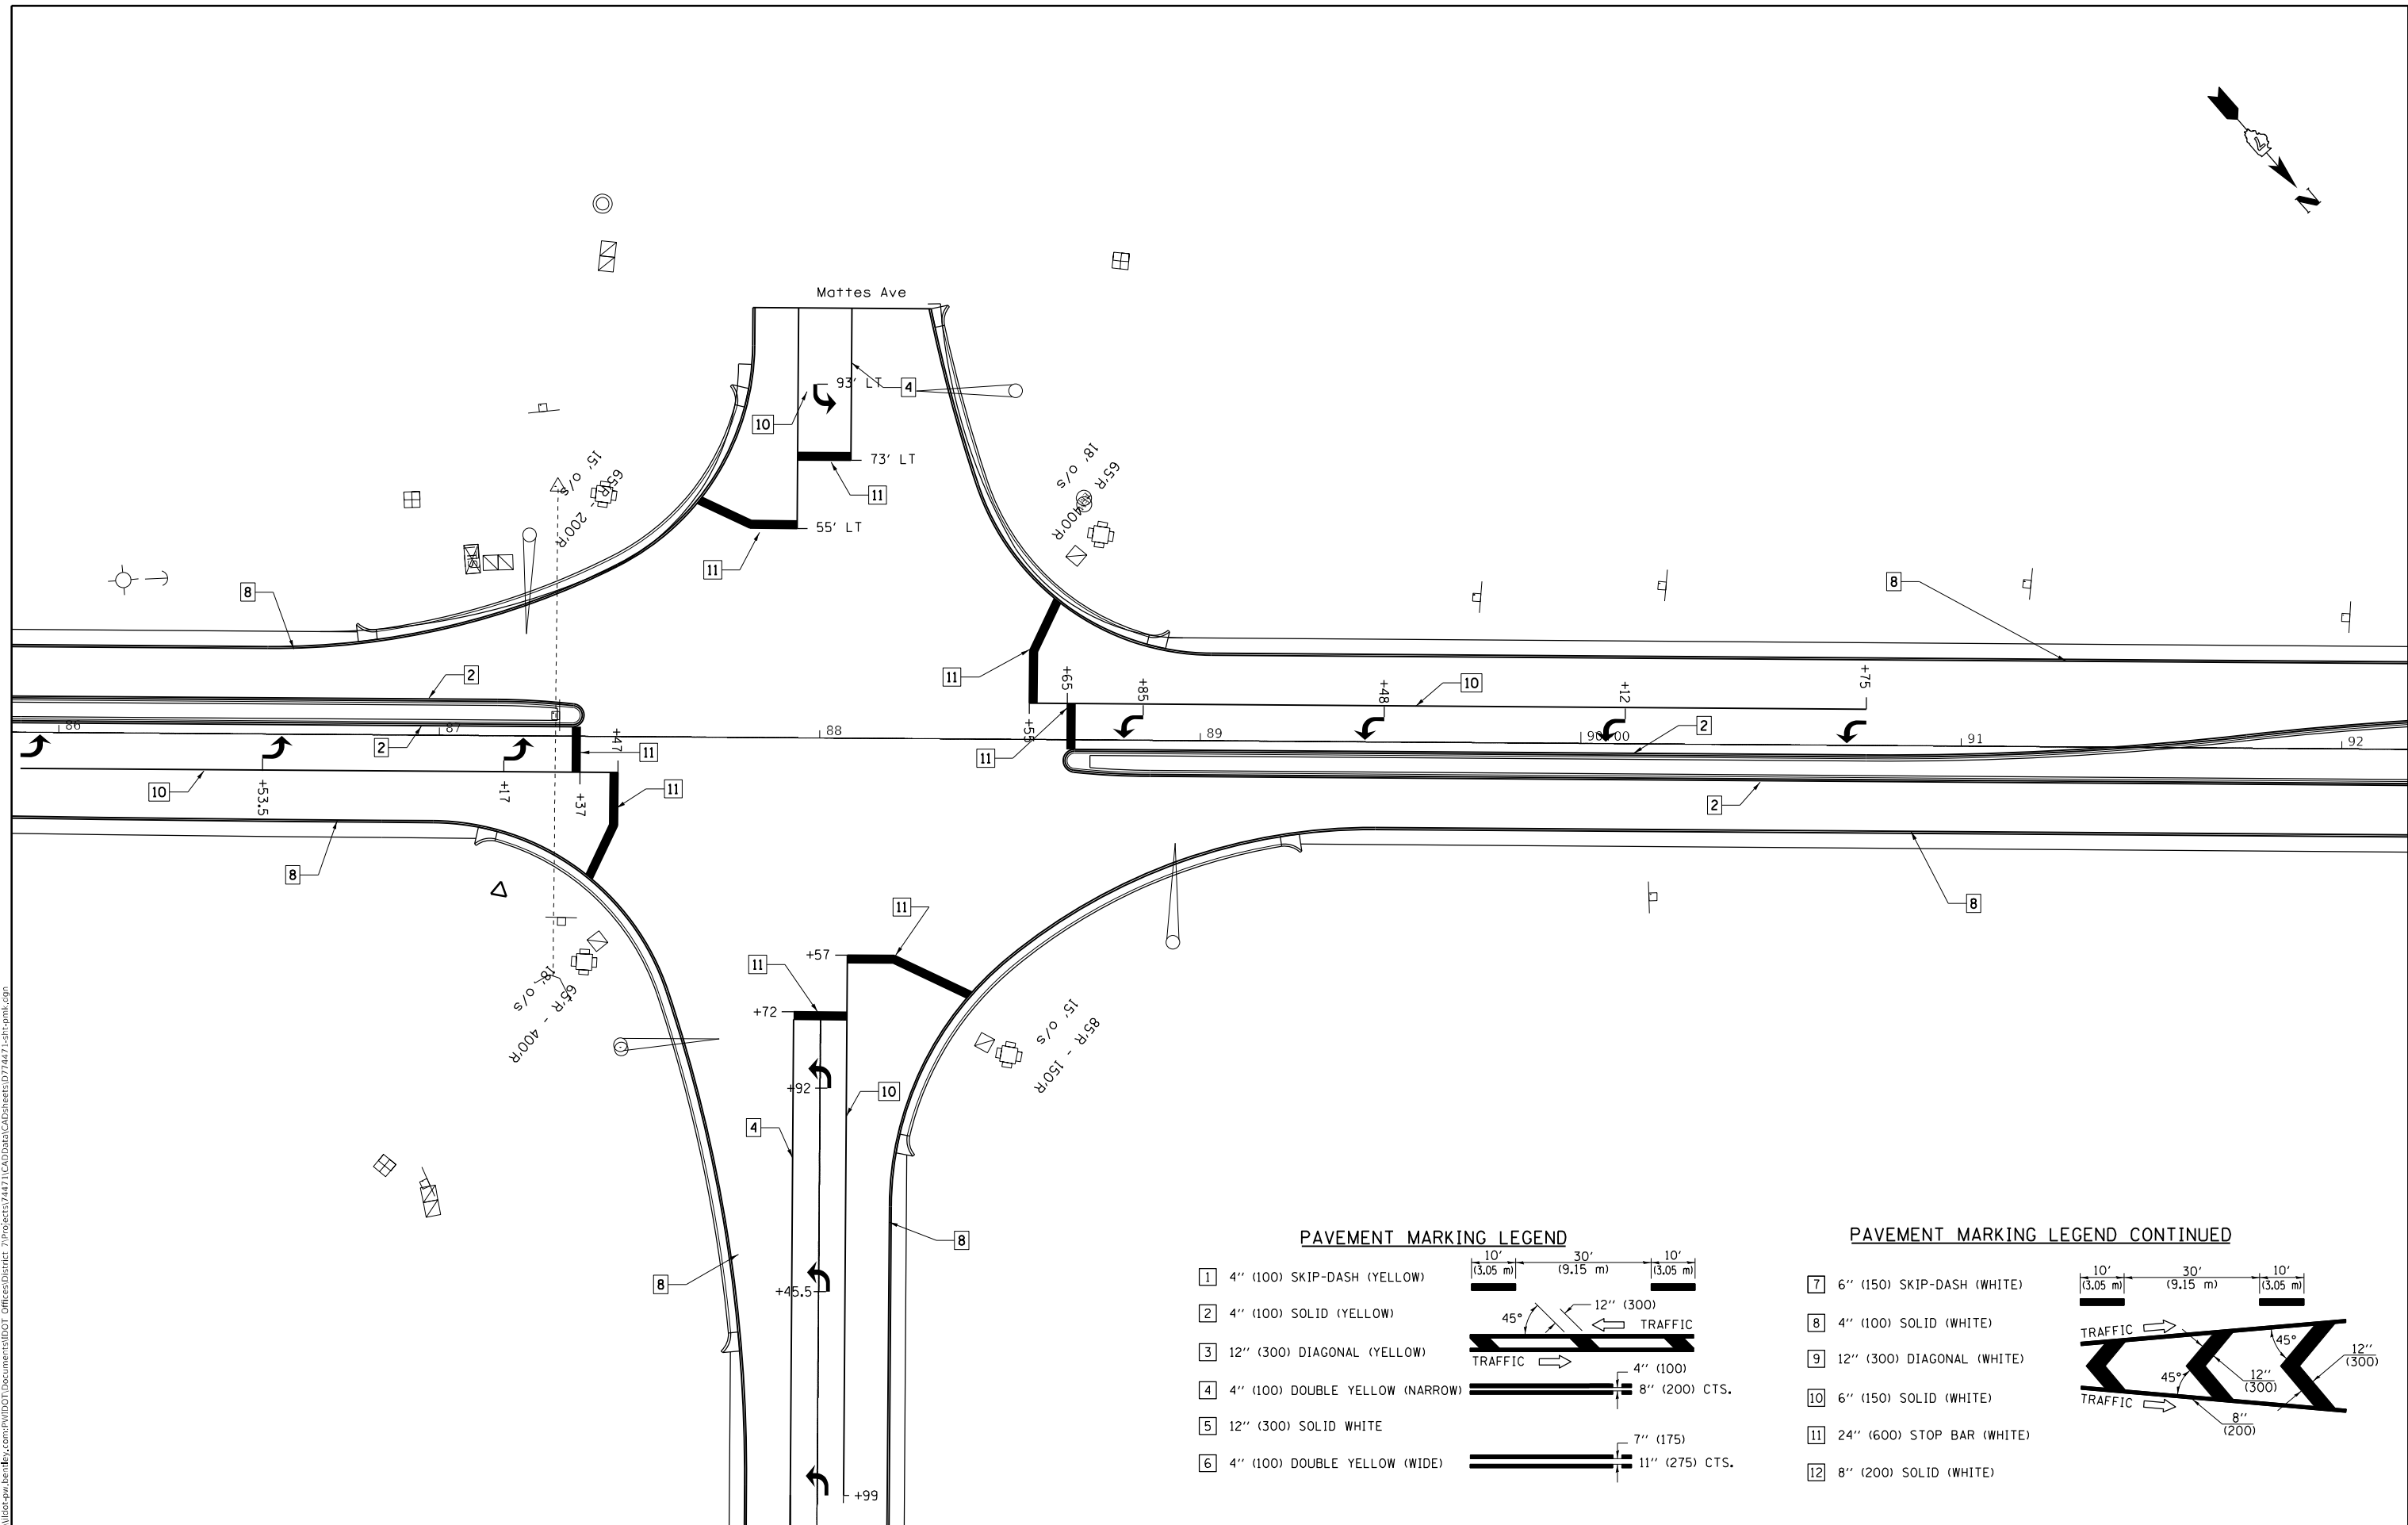 N
Mattes Ave
93' LT
4
10
73' LT
11
55' LT
11
15' o/s
65'R - 200'R
18' o/s
65'R - 400'R
8
8
2
11
+65
+85
+48
10
+12
+75
2
86
87
+47
88
+55
89
90+00
91
92
2
11
11
10
+53.5
+17
+37
11
2
8
8
11
+57
11
+72
18' o/s
65'R - 400'R
15' o/s
85'R - 150'R
+92
10
4
8
8
+45.5
+99
PAVEMENT MARKING LEGEND
10' 30' 10'
(3.05 m) (9.15 m) (3.05 m)
1 4" (100) SKIP-DASH (YELLOW)
2 4" (100) SOLID (YELLOW)
45° 12" (300)
TRAFFIC
3 12" (300) DIAGONAL (YELLOW)
TRAFFIC
4" (100)
4 4" (100) DOUBLE YELLOW (NARROW) 8" (200) CTS.
5 12" (300) SOLID WHITE
7" (175)
6 4" (100) DOUBLE YELLOW (WIDE) 11" (275) CTS.
PAVEMENT MARKING LEGEND CONTINUED
10' 30' 10'
(3.05 m) (9.15 m) (3.05 m)
7 6" (150) SKIP-DASH (WHITE)
8 4" (100) SOLID (WHITE)
TRAFFIC
45°
12"
(300)
9 12" (300) DIAGONAL (WHITE)
45°
12"
(300)
TRAFFIC
8"
(200)
10 6" (150) SOLID (WHITE)
11 24" (600) STOP BAR (WHITE)
12 8" (200) SOLID (WHITE)